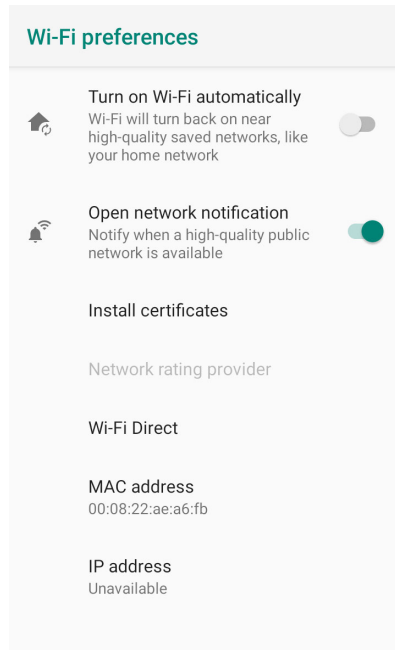 Wi-Fi preferences
Turn on Wi-Fi automatically
Wi-Fi will turn back on near
high-quality saved networks, like
your home network
Open network notification
Notify when a high-quality public
network is available
Install certificates
Network rating provider
Wi-Fi Direct
MAC address
00:08:22:ae:a6:fb
IP address
Unavailable